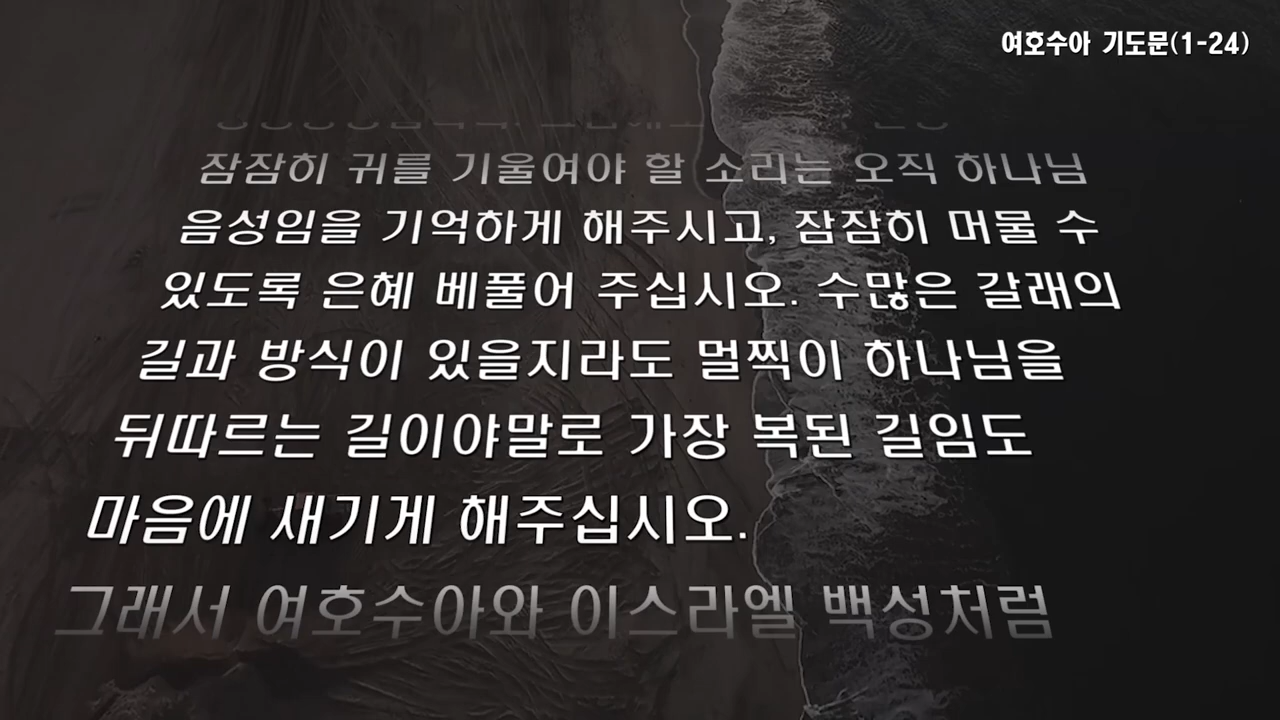 여호수아 기도문(1-24)
잠잠히 귀를 기울여야 할 소리는 오직 하나님
음성임을 기억하게 해주시고, 잠잠히 머물 수
있도록 은혜 베풀어 주십시오. 수많은 갈래의
길과 방식이 있을지라도 멀찍이 하나님을
뒤따르는 길이야말로 가장 복된 길임도
마음에 새기게 해주십시오.
그래서 여호수아와 이스라엘 백성처럼